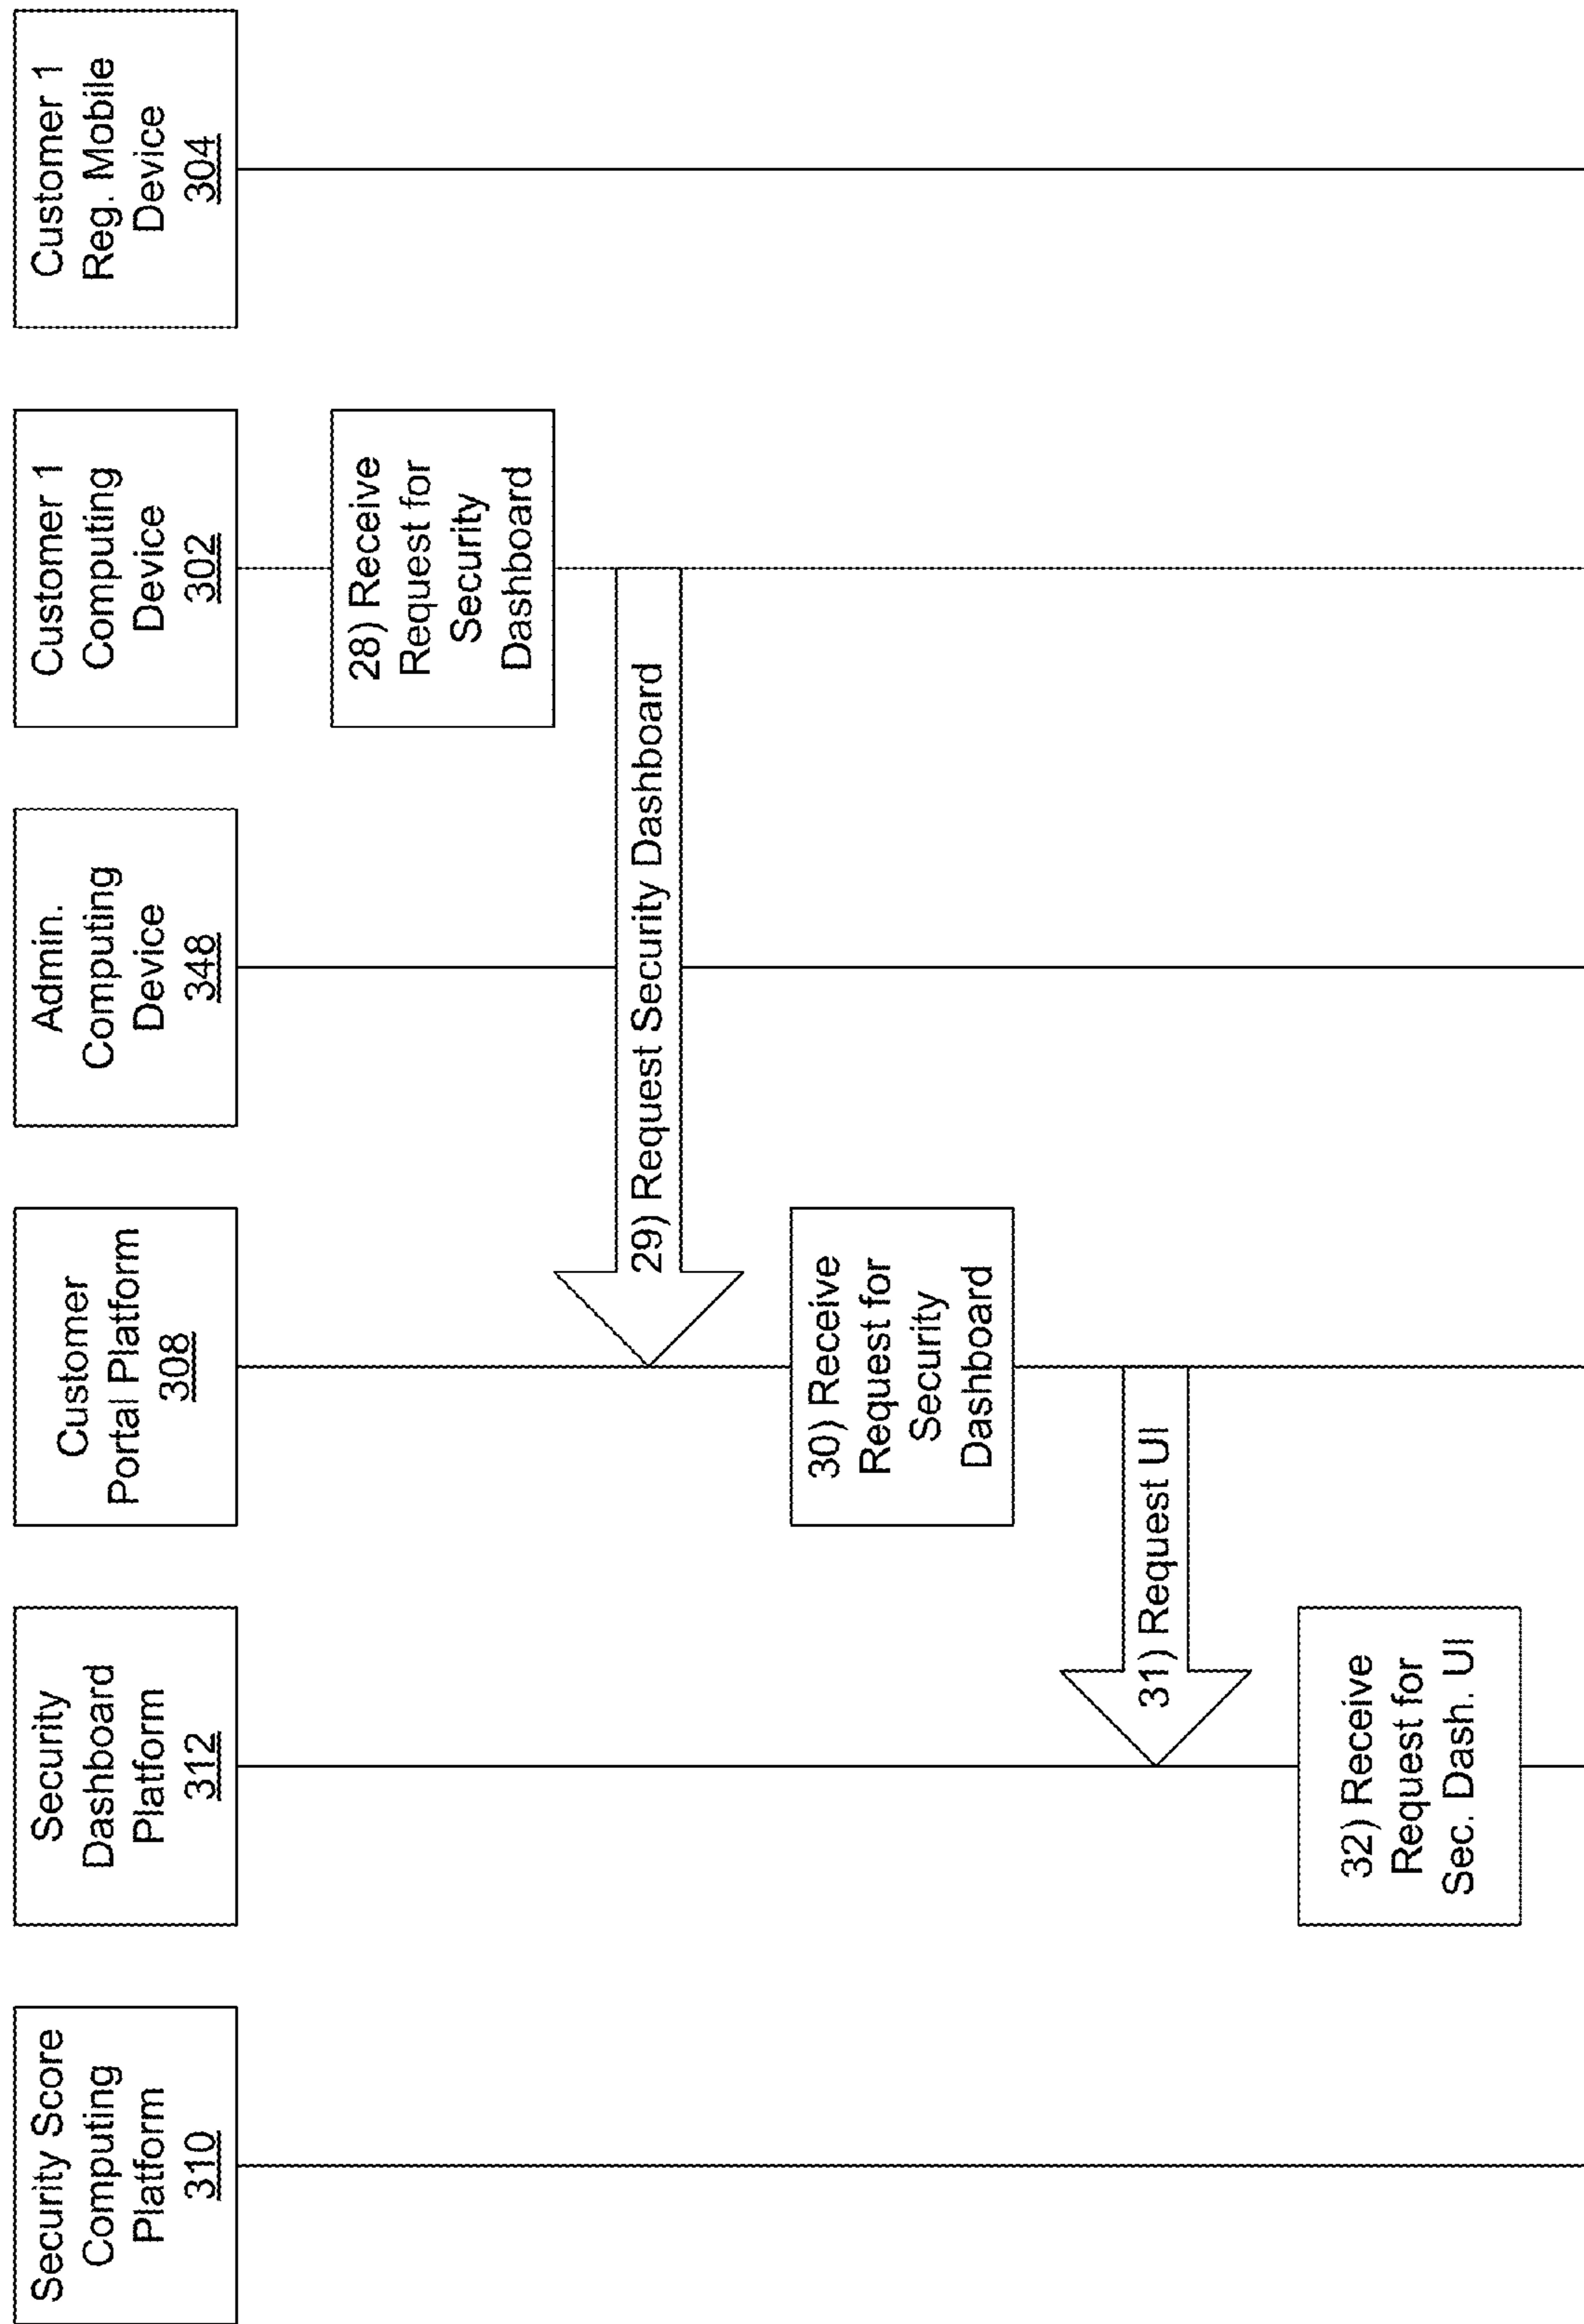 Security Score
Computing
Platform
310
Security
Dashboard
Platform
312
Customer
Portal Platform
308
Admin.
Computing
Device
348
Customer 1
Computing
Device
302
Customer 1
Reg. Mobile
Device
304
28) Receive
Request for
Security
Dashboard
29) Request Security Dashboard
30) Receive
Request for
Security
Dashboard
31) Request UI
32) Receive
Request for
Sec. Dash. UI